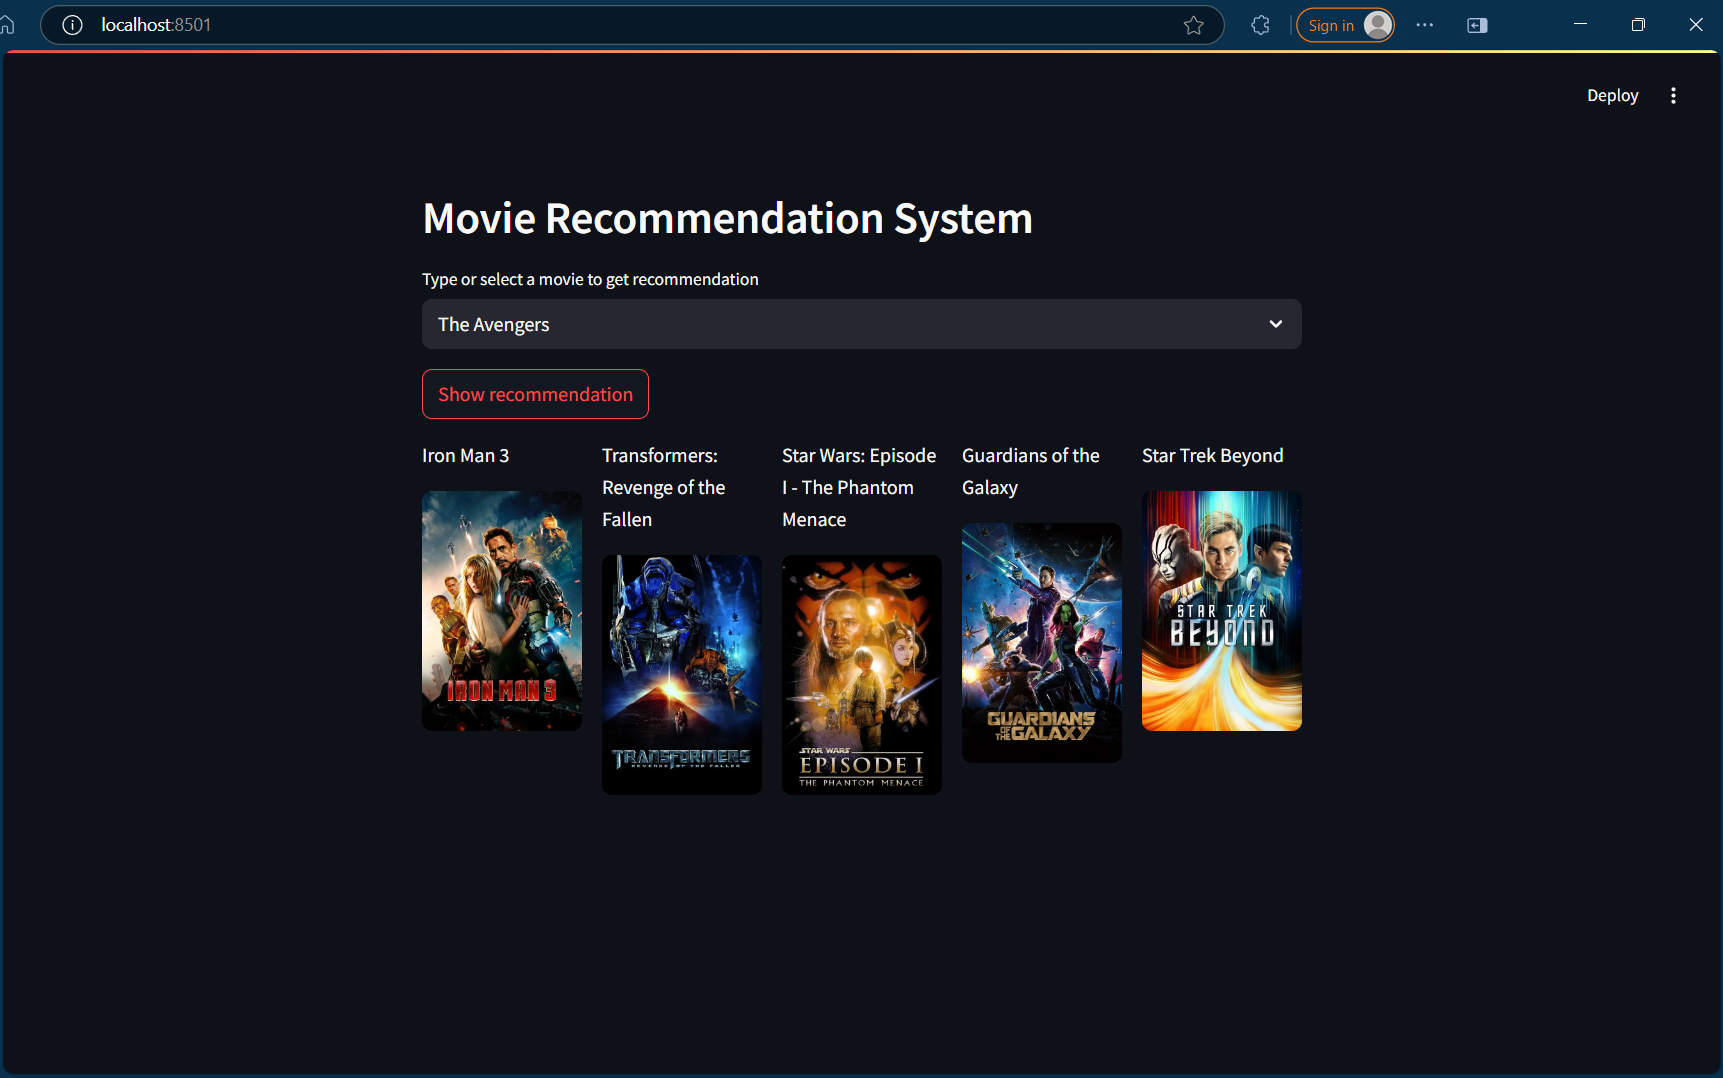 localhost:8501
Sign in
Deploy
Movie Recommendation System
Type or select a movie to get recommendation
The Avengers
Show recommendation
Iron Man 3
Transformers:
Revenge of the
Fallen
Star Wars: Episode
I - The Phantom
Menace
Guardians of the
Galaxy
Star Trek Beyond
IRON MAN 3
TRANSFORMERS
REVENGE OF THE FALLEN
STAR WARS
EPISODE I
THE PHANTOM MENACE
GUARDIANS
OF THE GALAXY
STAR TREK
BEYOND